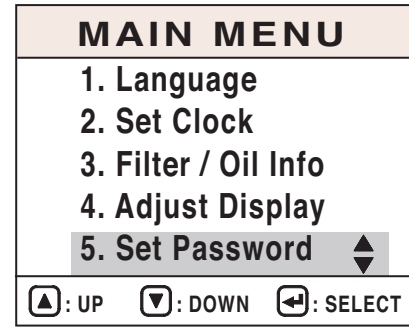 MAIN MENU
1. Language
2. Set Clock
3. Filter / Oil Info
4. Adjust Display
5. Set Password
: UP : DOWN : SELECT